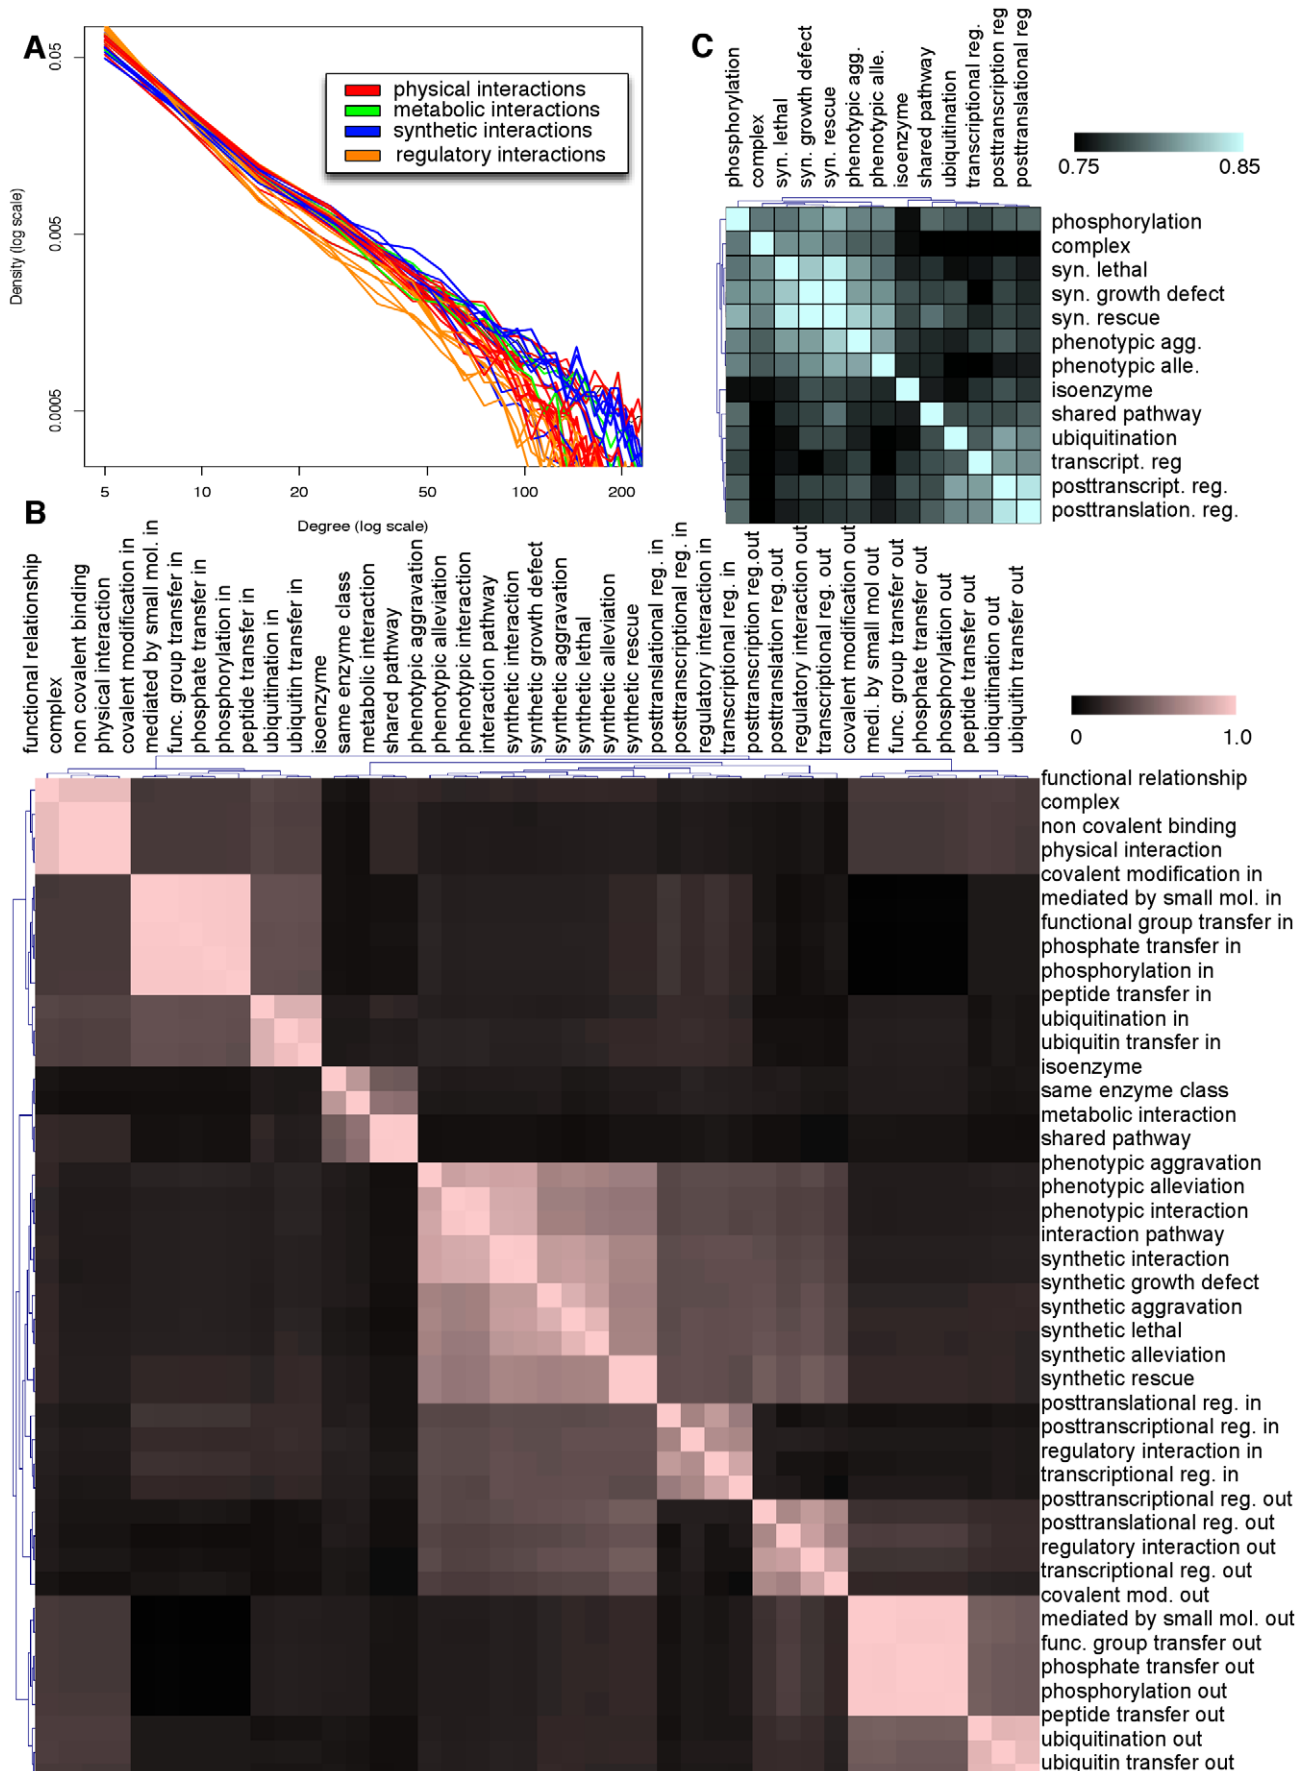 A
0.05
0.005
0.0005
Density (log scale)
physical interactions
metabolic interactions
synthetic interactions
regulatory interactions
5 10 20 50 100 200
Degree (log scale)
C
phosphorylation
complex
syn. lethal
syn. growth defect
syn. rescue
phenotypic agg.
phenotypic alle.
isoenzyme
shared pathway
ubiquitination
transcriptional reg.
posttranscription reg
posttranslational reg
0.75 0.85
phosphorylation
complex
syn. lethal
syn. growth defect
syn. rescue
phenotypic agg.
phenotypic alle.
isoenzyme
shared pathway
ubiquitination
transcript. reg
posttranscript. reg.
posttranslation. reg.
B
functional relationship
complex
non covalent binding
physical interaction
covalent modification in
mediated by small mol. in
func. group transfer in
phosphate transfer in
phosphorylation in
peptide transfer in
ubiquitination in
ubiquitin transfer in
isoenzyme
same enzyme class
metabolic interaction
shared pathway
phenotypic aggravation
phenotypic alleviation
phenotypic interaction
interaction pathway
synthetic interaction
synthetic growth defect
synthetic aggravation
synthetic lethal
synthetic alleviation
synthetic rescue
posttranslational reg. in
posttranscriptional reg. in
regulatory interaction in
transcriptional reg. in
posttranscription reg.out
posttranslation reg.out
regulatory interaction out
transcriptional reg. out
covalent modification out
medi. by small mol out
func. group transfer out
phosphate transfer out
phosphorylation out
peptide transfer out
ubiquitination out
ubiquitin transfer out
0 1.0
functional relationship
complex
non covalent binding
physical interaction
covalent modification in
mediated by small mol. in
functional group transfer in
phosphate transfer in
phosphorylation in
peptide transfer in
ubiquitination in
ubiquitin transfer in
isoenzyme
same enzyme class
metabolic interaction
shared pathway
phenotypic aggravation
phenotypic alleviation
phenotypic interaction
interaction pathway
synthetic interaction
synthetic growth defect
synthetic aggravation
synthetic lethal
synthetic alleviation
synthetic rescue
posttranslational reg. in
posttranscriptional reg. in
regulatory interaction in
transcriptional reg. in
posttranscriptional reg. out
posttranslational reg. out
regulatory interaction out
transcriptional reg. out
covalent mod. out
mediated by small mol. out
func. group transfer out
phosphate transfer out
phosphorylation out
peptide transfer out
ubiquitination out
ubiquitin transfer out